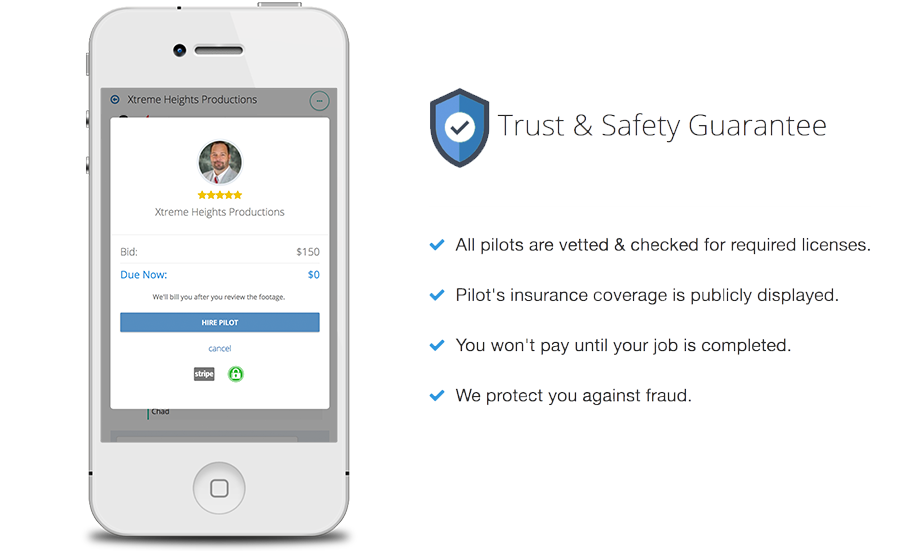 Xtreme Heights Productions
Xtreme Heights Productions
Bid: $150
Due Now: $0
We'll bill you after you review the footage.
HIRE PILOT
cancel
stripe
Chad
Trust & Safety Guarantee
All pilots are vetted & checked for required licenses.
Pilot's insurance coverage is publicly displayed.
You won't pay until your job is completed.
We protect you against fraud.